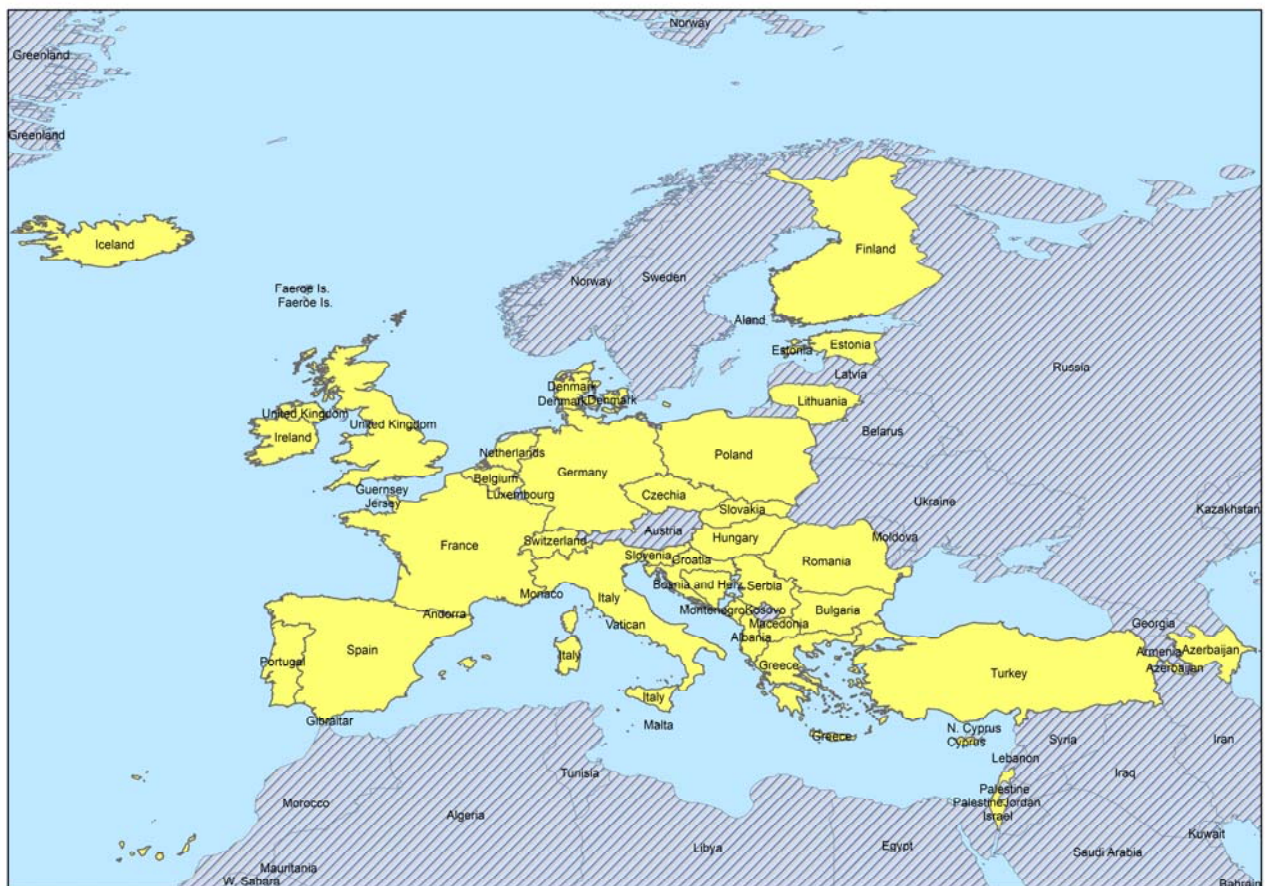 Norway
Greenland
Greenland
Iceland
Finland
Faeroe Is.
Faeroe Is.
Norway
Sweden
Aland
Estonia
Estonia
Latvia
Russia
Denmark
Denmark
Denmark
Lithuania
United Kingdom
United Kingdom
Ireland
Belarus
Netherlands
Poland
Germany
Belgium
Guernsey
Jersey
Luxembourg
Czechia
Slovakia
Ukraine
Kazakhstan
Austria
Switzerland
France
Hungary
Moldova
Slovenia
Croatia
Romania
Bosnia and Herz.
Serbia
Monaco
Italy
Andorra
Montenegro
Kosovo
Bulgaria
Vatican
Macedonia
Albania
Georgia
Armenia
Azerbaijan
Azerbaijan
Portugal
Spain
Italy
Greece
Turkey
Italy
Gibraltar
Malta
Greece
N. Cyprus
Cyprus
Syria
Iran
Lebanon
Tunisia
Iraq
Palestine
Palestine
Jordan
Israel
Morocco
Algeria
Kuwait
Libya
Egypt
Saudi Arabia
Mauritania
W. Sahara
Bahrain